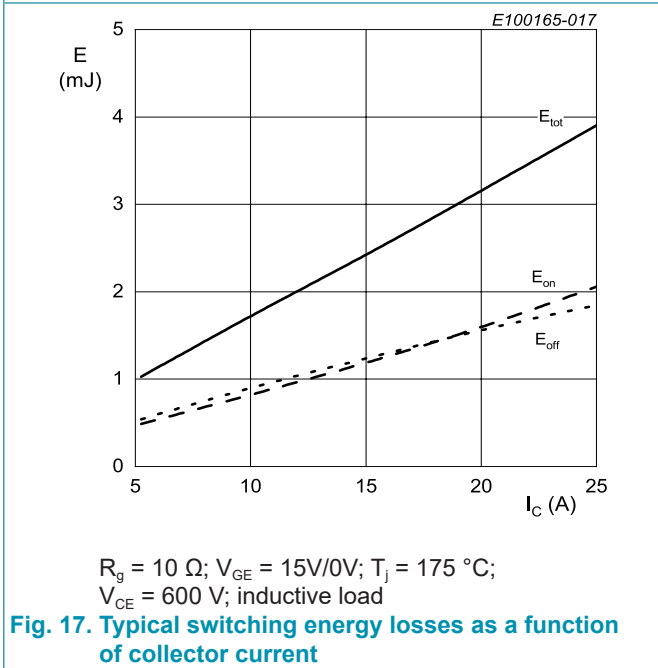 E100165-017
E
(mJ)
5
4
3
2
1
0
E_tot
E_on
E_off
5
10
15
20
25
I_C (A)
R_g = 10 Ω; V_GE = 15V/0V; T_j = 175 °C;
V_CE = 600 V; inductive load
Fig. 17. Typical switching energy losses as a function
of collector current